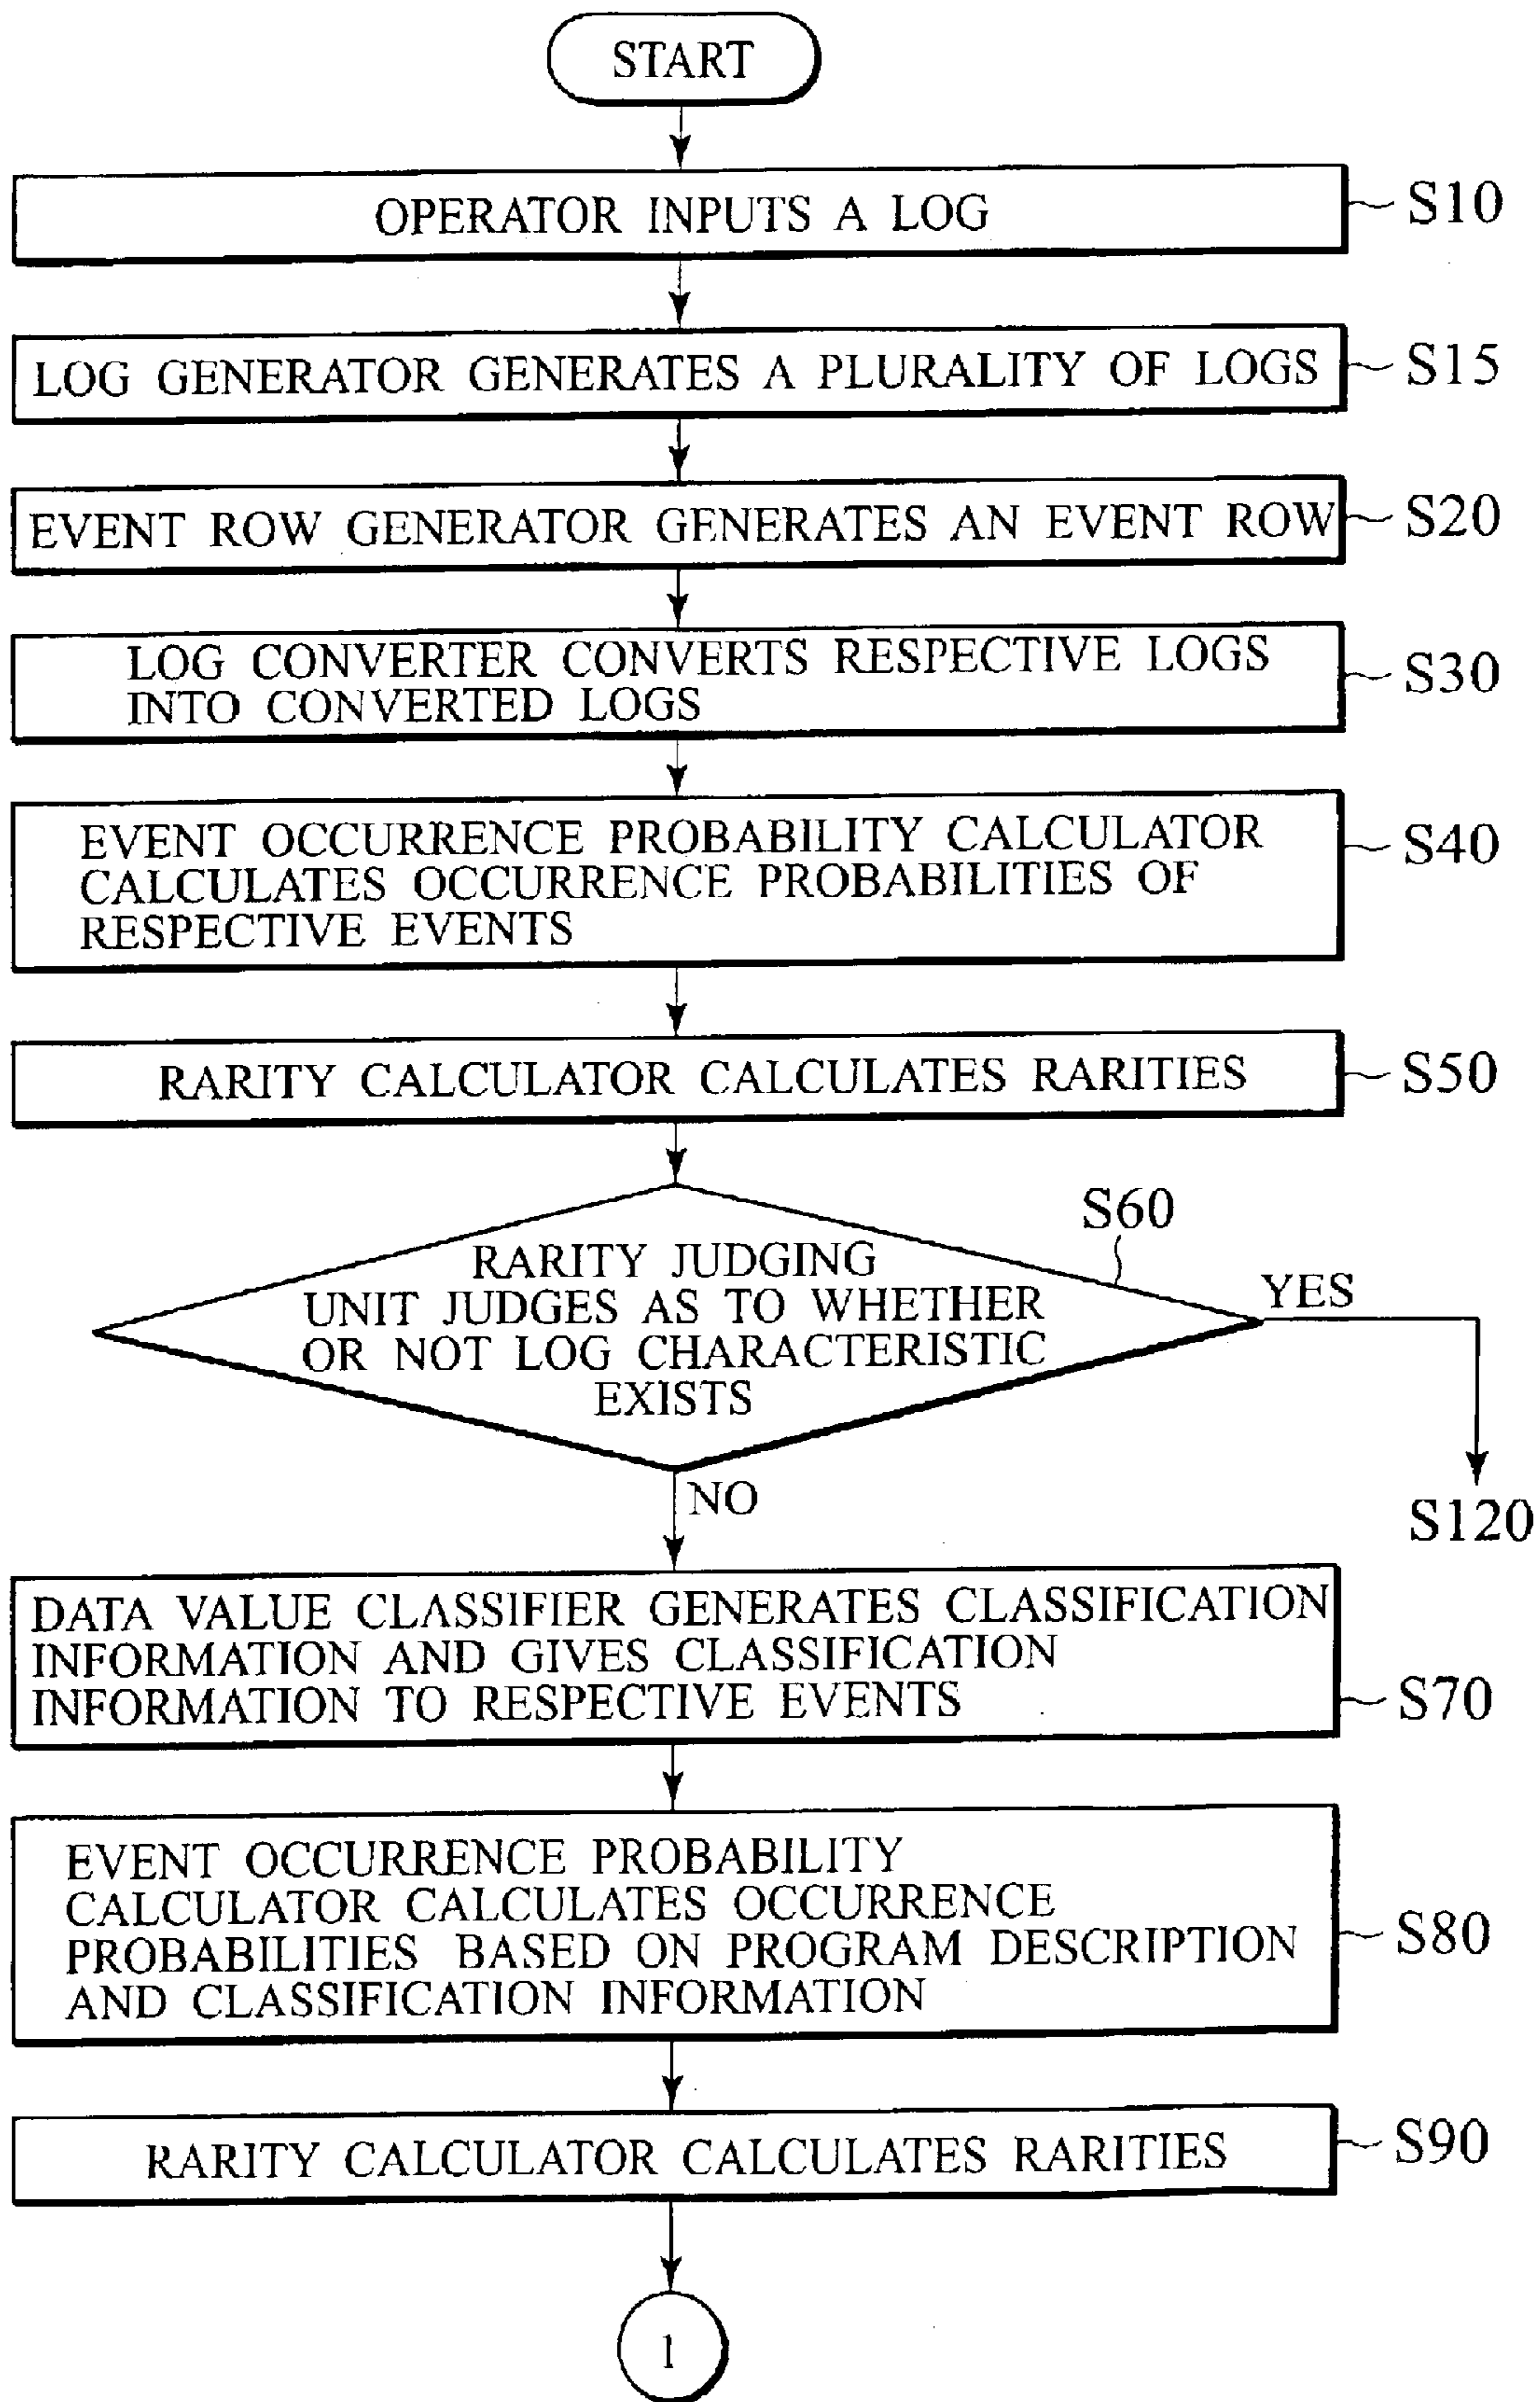 START
OPERATOR INPUTS A LOG
S10
LOG GENERATOR GENERATES A PLURALITY OF LOGS
S15
EVENT ROW GENERATOR GENERATES AN EVENT ROW
S20
LOG CONVERTER CONVERTS RESPECTIVE LOGS
INTO CONVERTED LOGS
S30
EVENT OCCURRENCE PROBABILITY CALCULATOR
CALCULATES OCCURRENCE PROBABILITIES OF
RESPECTIVE EVENTS
S40
RARITY CALCULATOR CALCULATES RARITIES
S50
S60
RARITY JUDGING
UNIT JUDGES AS TO WHETHER
OR NOT LOG CHARACTERISTIC
EXISTS
YES
S120
NO
DATA VALUE CLASSIFIER GENERATES CLASSIFICATION
INFORMATION AND GIVES CLASSIFICATION
INFORMATION TO RESPECTIVE EVENTS
S70
EVENT OCCURRENCE PROBABILITY
CALCULATOR CALCULATES OCCURRENCE
PROBABILITIES BASED ON PROGRAM DESCRIPTION
AND CLASSIFICATION INFORMATION
S80
RARITY CALCULATOR CALCULATES RARITIES
S90
1